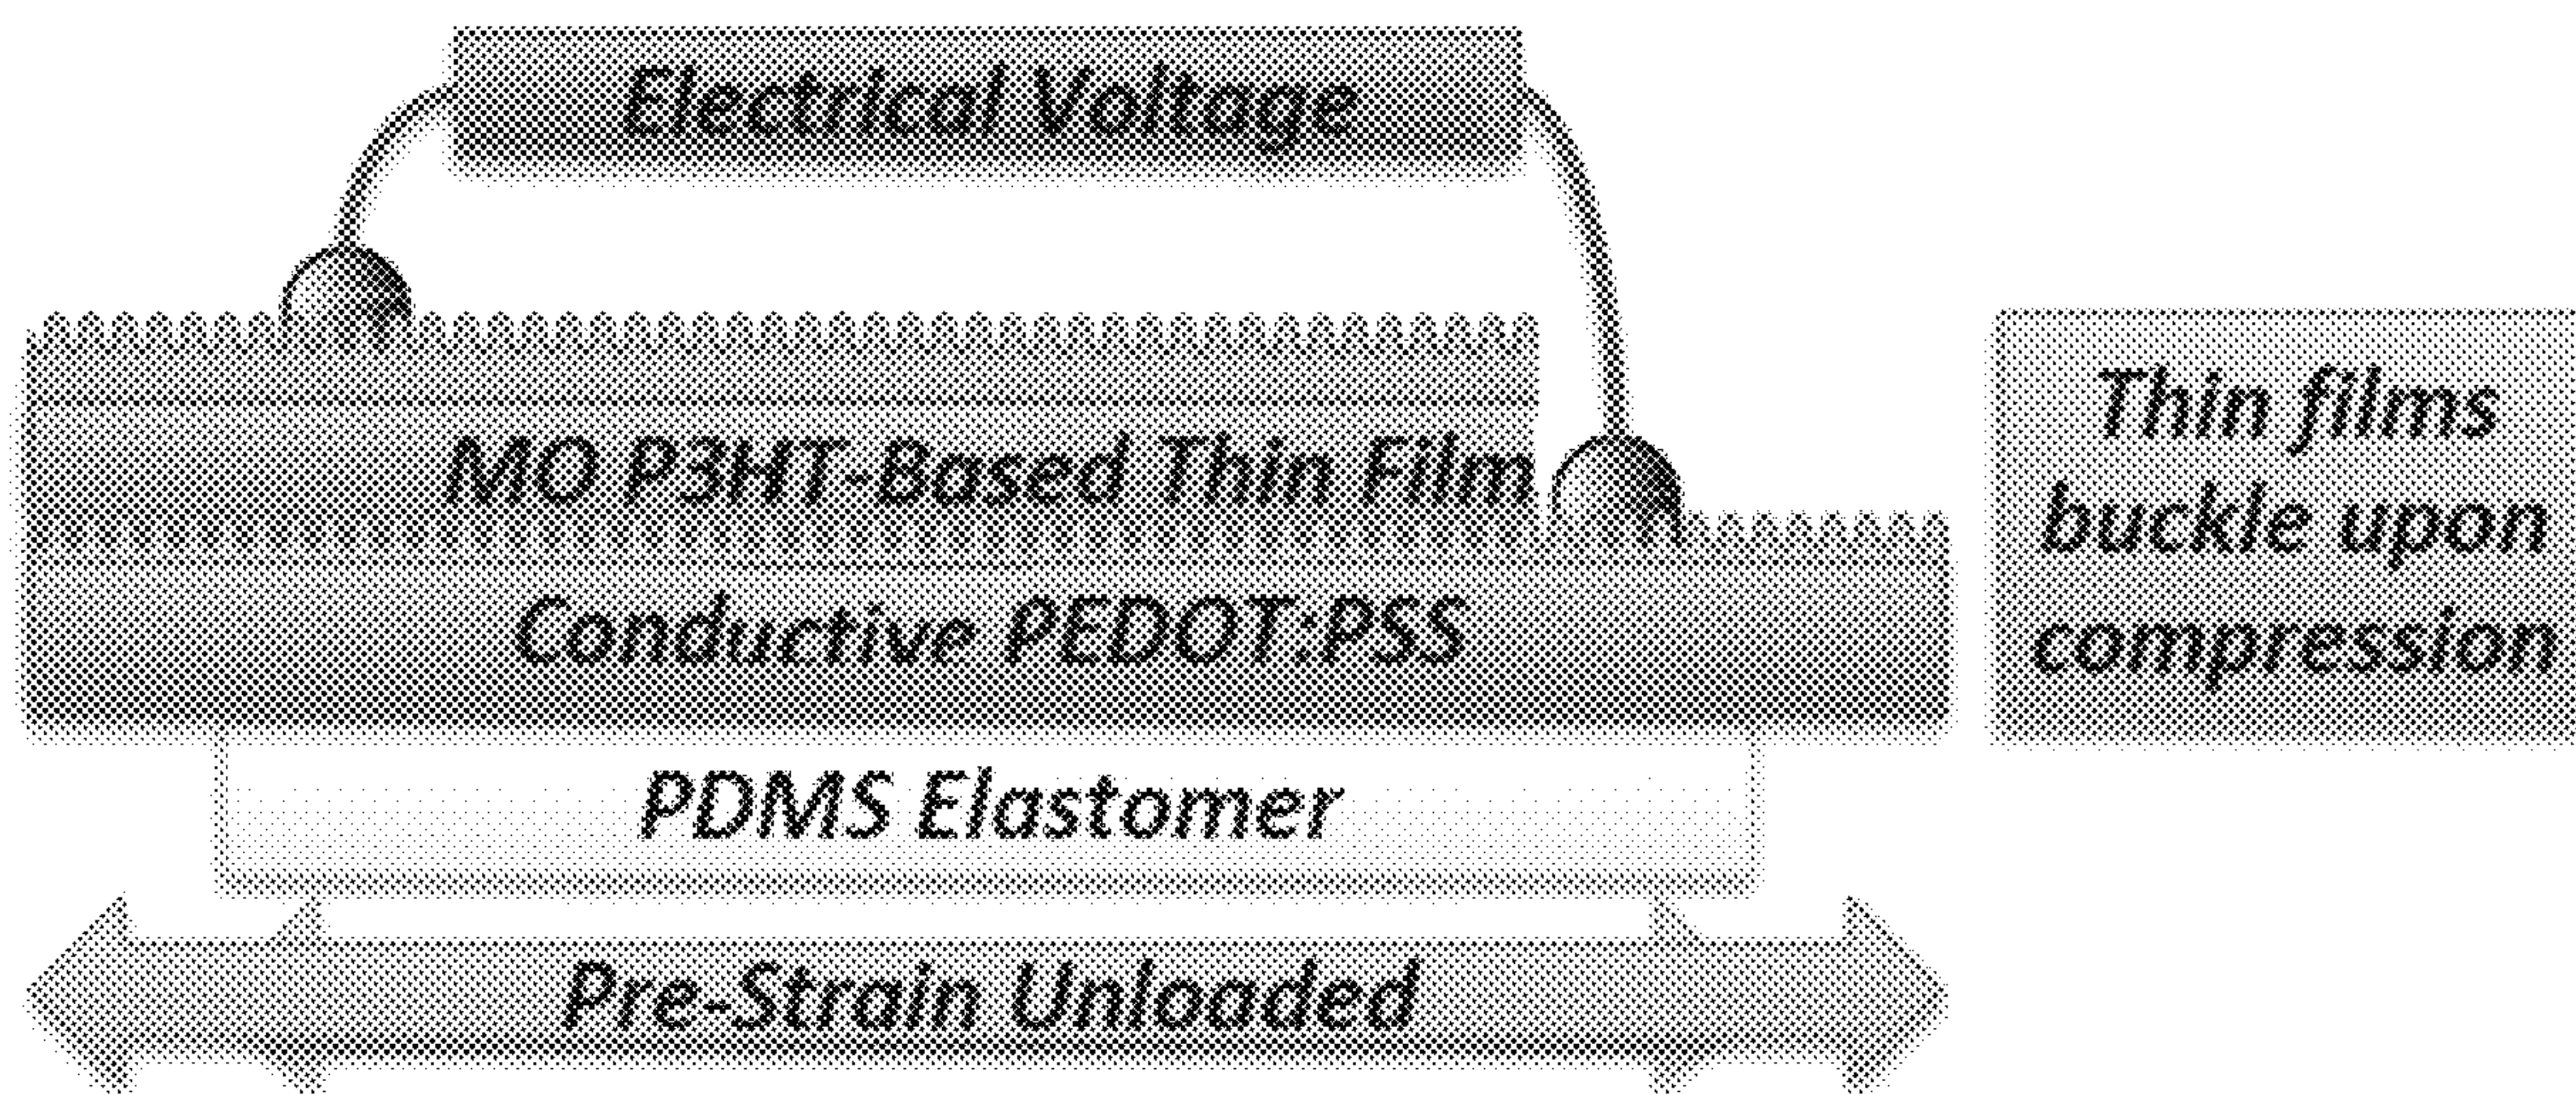 Electrical Voltage
MO P3HT-Based Thin Film
Conductive PEDOT:PSS
PDMS Elastomer
Pre-Strain Unloaded
Thin films
buckle upon
compression